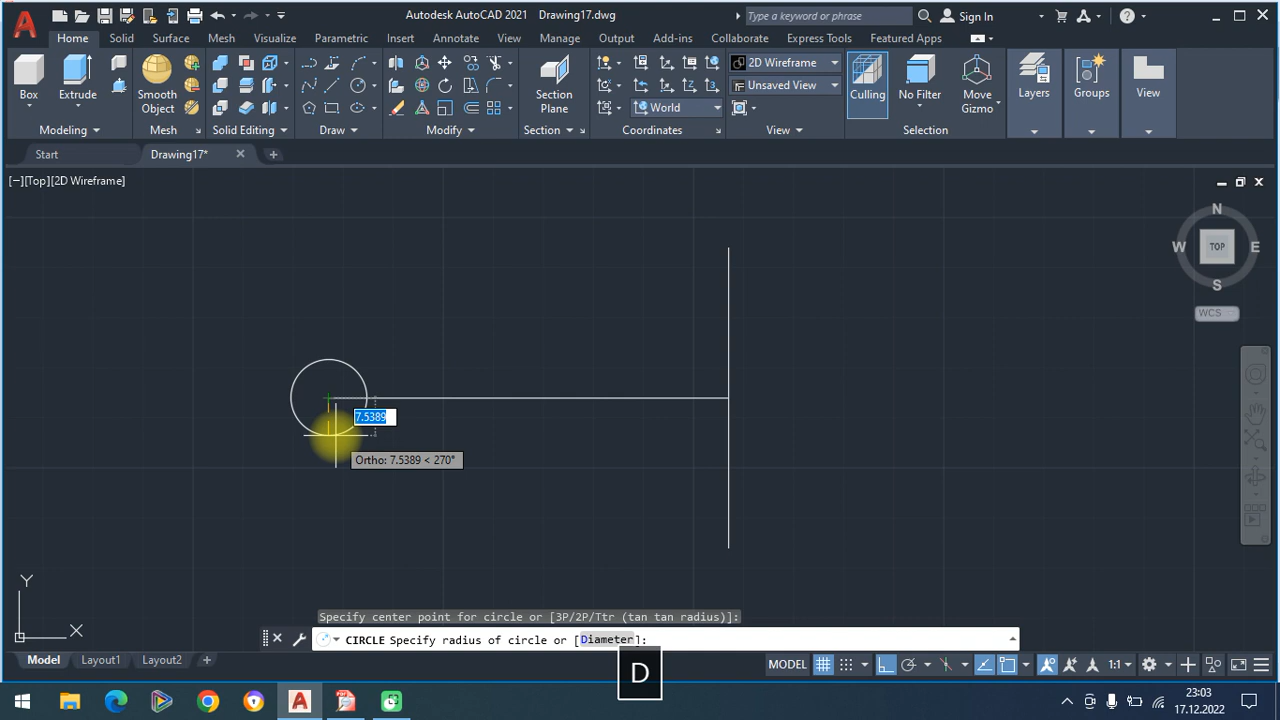 Autodesk AutoCAD 2021 Drawing17.dwg
Type a keyword or phrase
Sign In
Home Solid Surface Mesh Visualize Parametric Insert Annotate View Manage Output Add-ins Collaborate Express Tools Featured Apps
Box
Extrude
Smooth Object
Section Plane
World
2D Wireframe
Unsaved View
Culling
No Filter
Move Gizmo
Layers
Groups
View
Modeling Mesh Solid Editing Draw Modify Section Coordinates View Selection
Start Drawing17*
[−][Top][2D Wireframe]
N
W TOP E
S
WCS
7.5389
Ortho: 7.5389 < 270°
Y
X
Specify center point for circle or [3P/2P/Ttr (tan tan radius)]:
CIRCLE Specify radius of circle or [Diameter]:
D
Model Layout1 Layout2 +
MODEL 1:1
23:03
17.12.2022